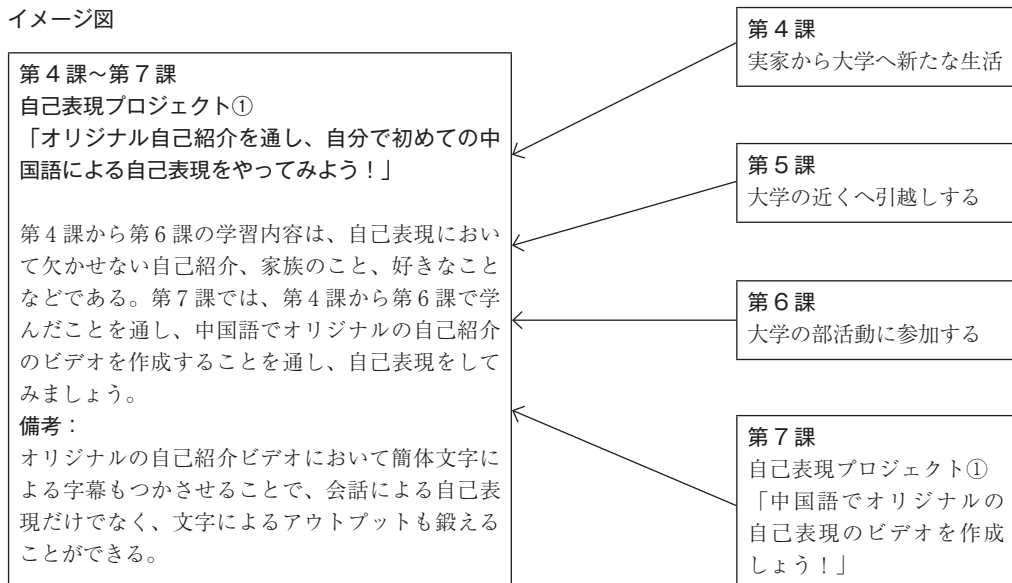 イメージ図
第4課~第7課
自己表現プロジェクト①
「オリジナル自己紹介を通し、自分で初めての中
国語による自己表現をやってみよう！」
第4課から第6課の学習内容は、自己表現におい
て欠かせない自己紹介、家族のこと、好きなこと
などである。第7課では、第4課から第6課で学
んだことを通し、中国語でオリジナルの自己紹介
のビデオを作成することを通し、自己表現をして
みましょう。
備考：
オリジナルの自己紹介ビデオにおいて簡体文字に
よる字幕もつかさせることで、会話による自己表
現だけでなく、文字によるアウトプットも鍛える
ことができる。
第4課
実家から大学へ新たな生活
第5課
大学の近くへ引越しする
第6課
大学の部活動に参加する
第7課
自己表現プロジェクト①
「中国語でオリジナルの
自己表現のビデオを作成
しょう！」